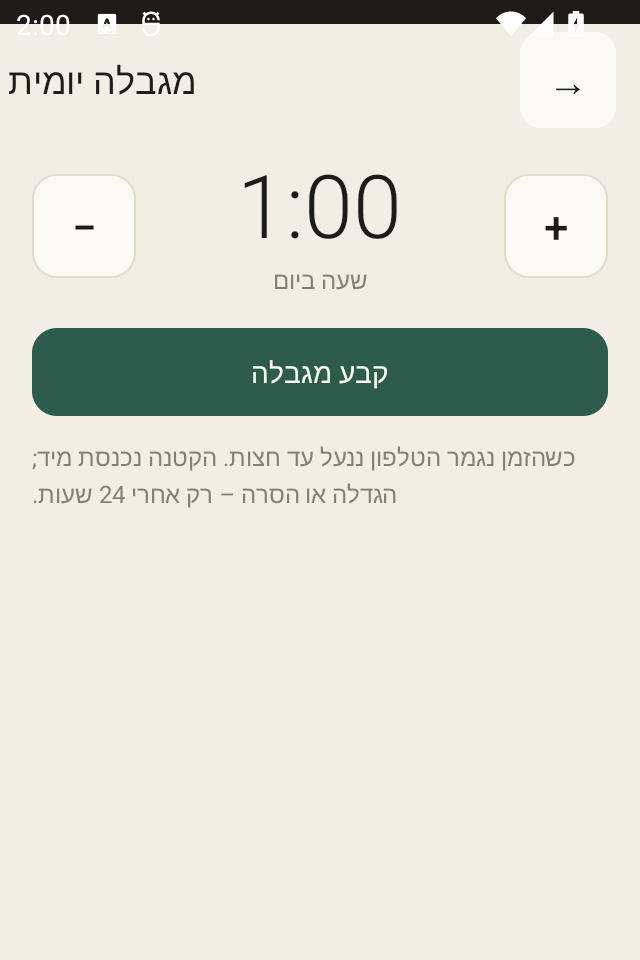 2:00
מגבלה יומית
→
–
1:00
+
שעה ביום
קבע מגבלה
כשהזמן נגמר הטלפון ננעל עד חצות. הקטנה נכנסת מיד;
הגדלה או הסרה – רק אחרי 24 שעות.